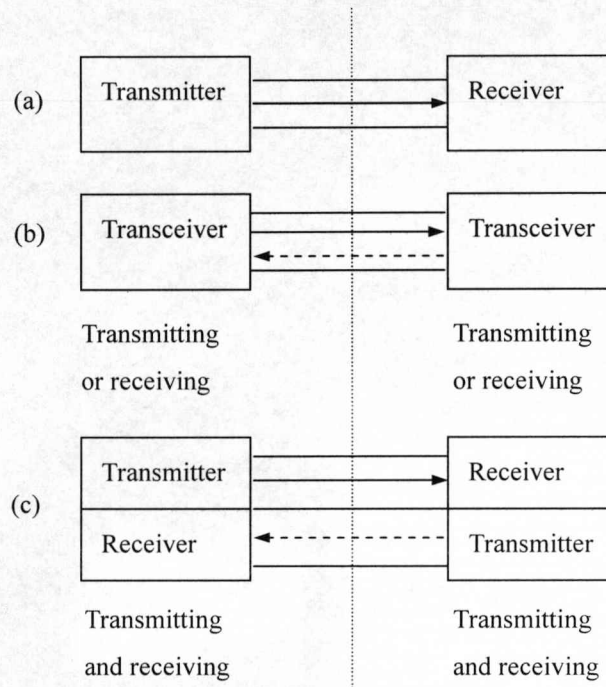 (a) Transmitter Receiver
(b) Transceiver Transceiver
Transmitting Transmitting
or receiving or receiving
Transmitter Receiver
(c)
Receiver Transmitter
Transmitting Transmitting
and receiving and receiving